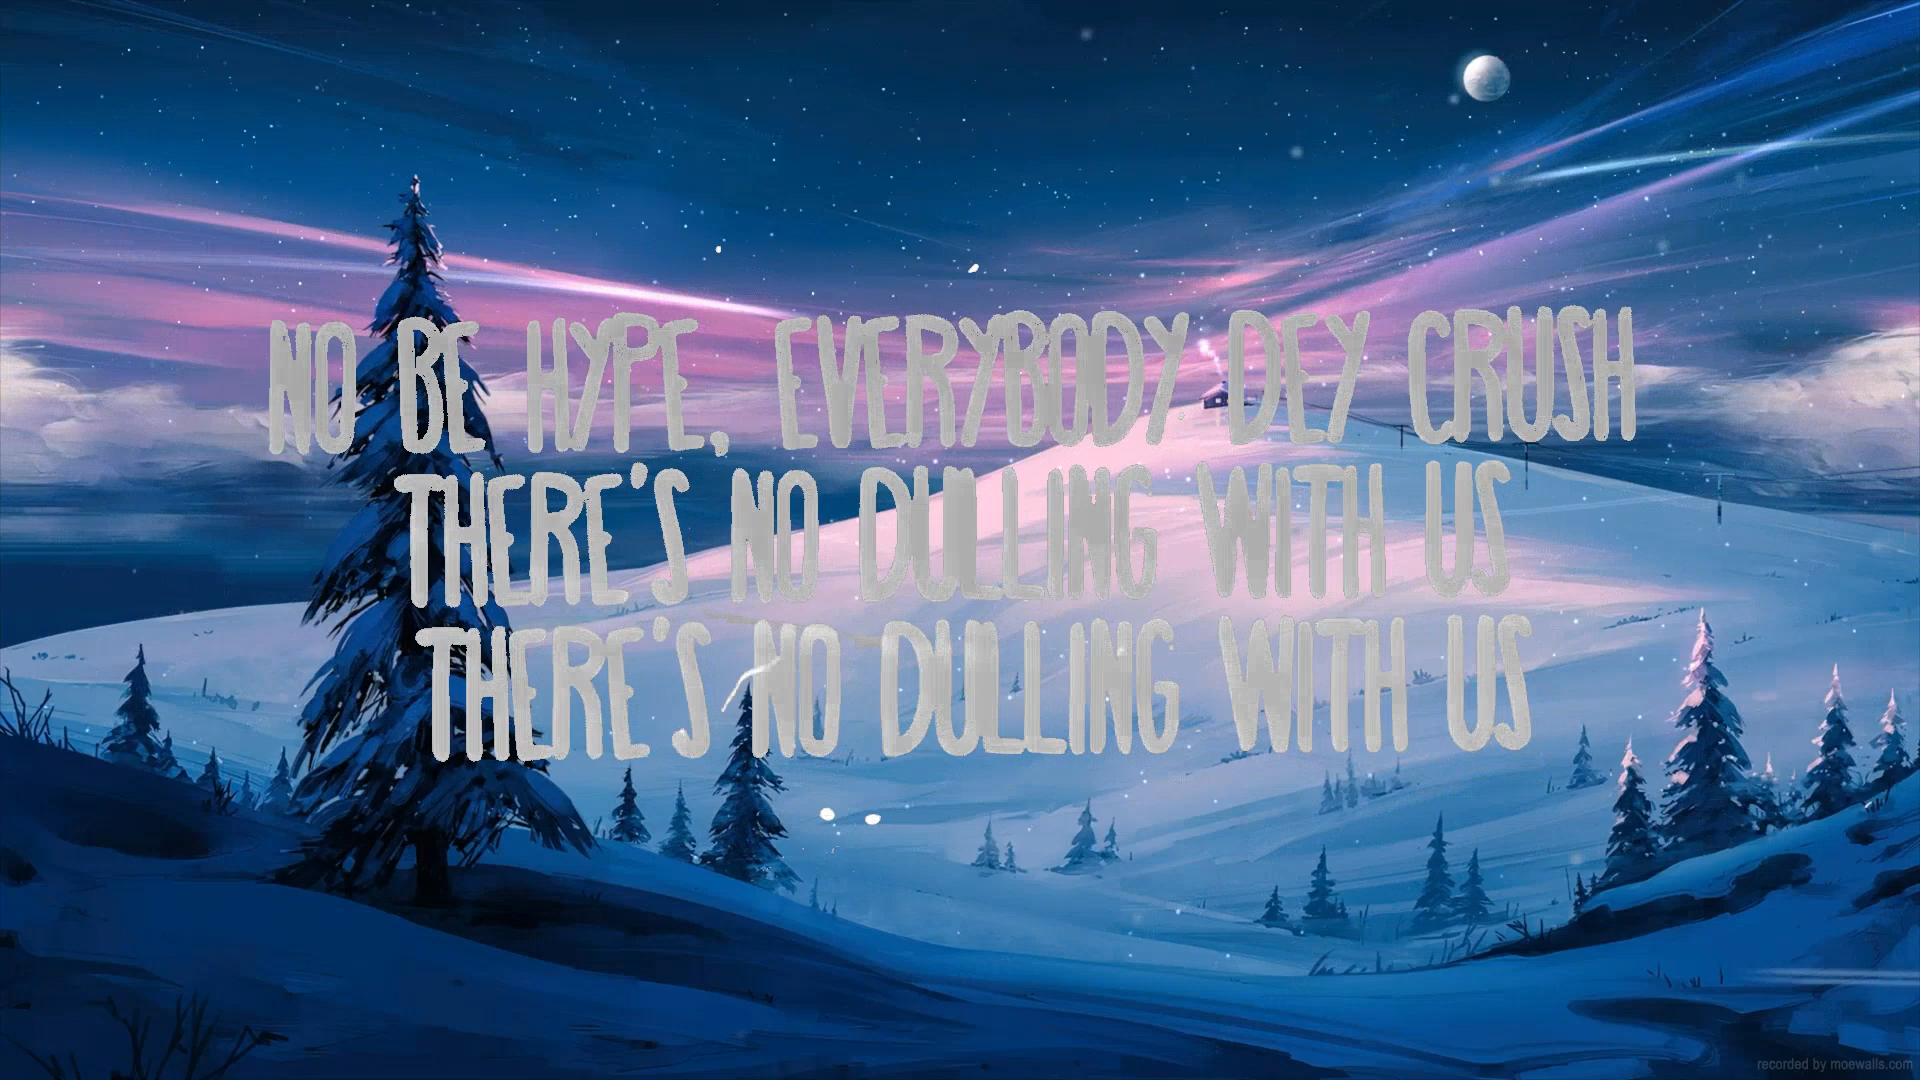 NO BE HYPE, EVERYBODY DEY CRUSH
THERE'S NO DULLING WITH US
THERE'S NO DULLING WITH US
recorded by moewalls.com